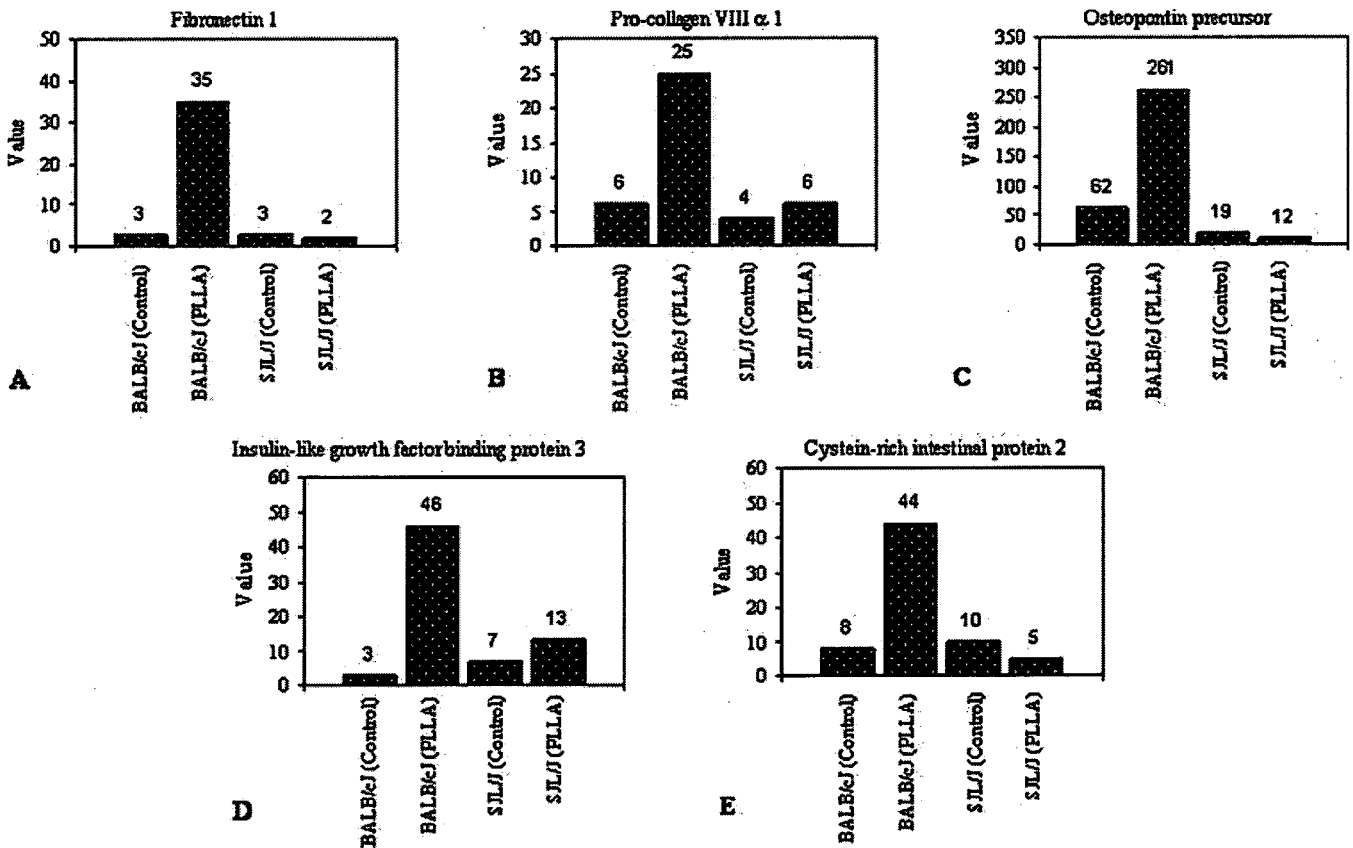 Fibronectin 1
50
40
30
20
10
0
Value
3
35
3
2
BALB/cJ (Control)
BALB/cJ (PLLA)
SJL/J (Control)
SJL/J (PLLA)
A
Pro-collagen VIII α 1
30
25
20
15
10
5
0
Value
6
25
4
6
BALB/cJ (Control)
BALB/cJ (PLLA)
SJL/J (Control)
SJL/J (PLLA)
B
Osteopontin precursor
350
300
250
200
150
100
50
0
Value
62
261
19
12
BALB/cJ (Control)
BALB/cJ (PLLA)
SJL/J (Control)
SJL/J (PLLA)
C
Insulin-like growth factor binding protein 3
60
50
40
30
20
10
0
Value
3
46
7
13
BALB/cJ (Control)
BALB/cJ (PLLA)
SJL/J (Control)
SJL/J (PLLA)
D
Cystein-rich intestinal protein 2
60
50
40
30
20
10
0
Value
8
44
10
5
BALB/cJ (Control)
BALB/cJ (PLLA)
SJL/J (Control)
SJL/J (PLLA)
E